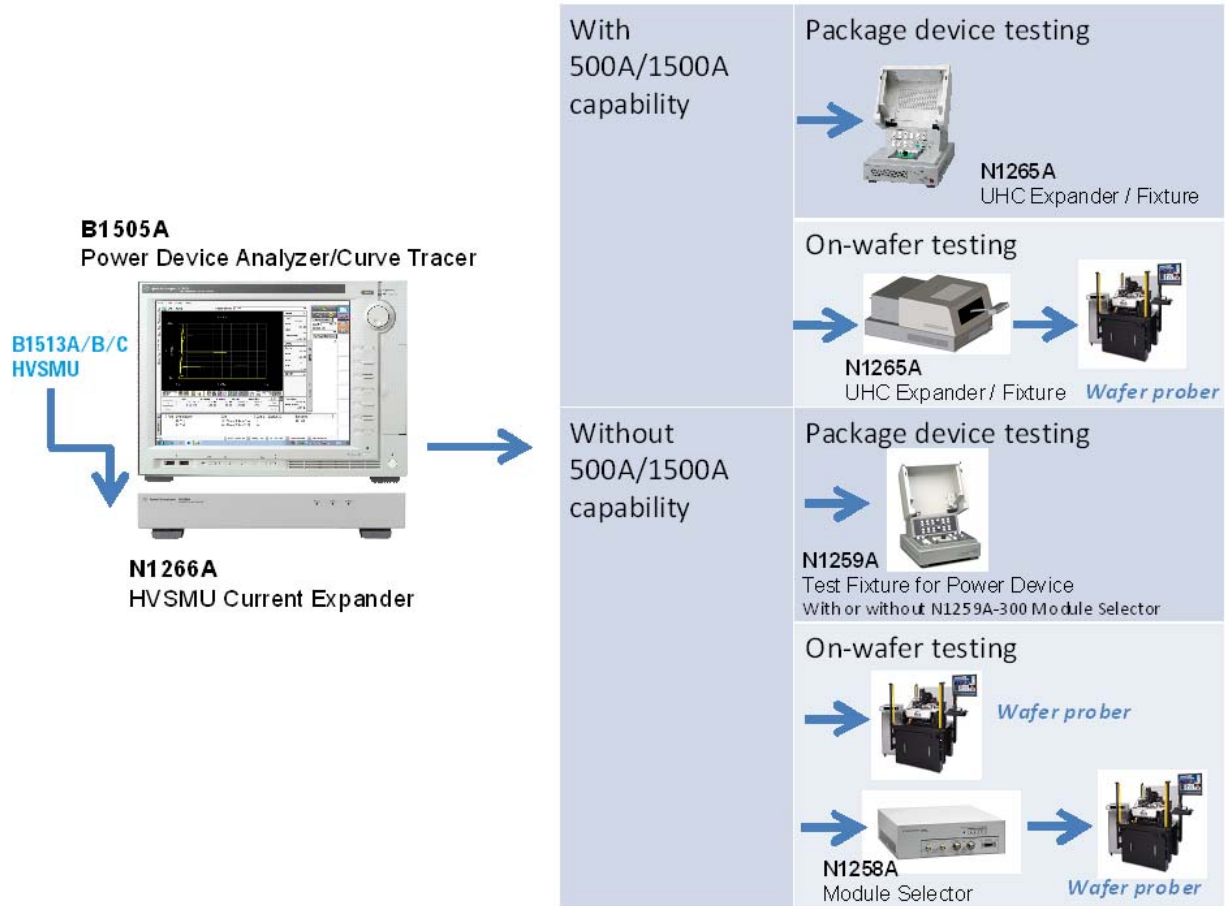 B1505A
Power Device Analyzer/Curve Tracer
B1513A/B/C
HVSMU
N1266A
HVSMU Current Expander
With
500A/1500A
capability
Package device testing
N1265A
UHC Expander / Fixture
On-wafer testing
N1265A
UHC Expander / Fixture
Wafer prober
Without
500A/1500A
capability
Package device testing
N1259A
Test Fixture for Power Device
With or without N1259A-300 Module Selector
On-wafer testing
Wafer prober
N1258A
Module Selector
Wafer prober